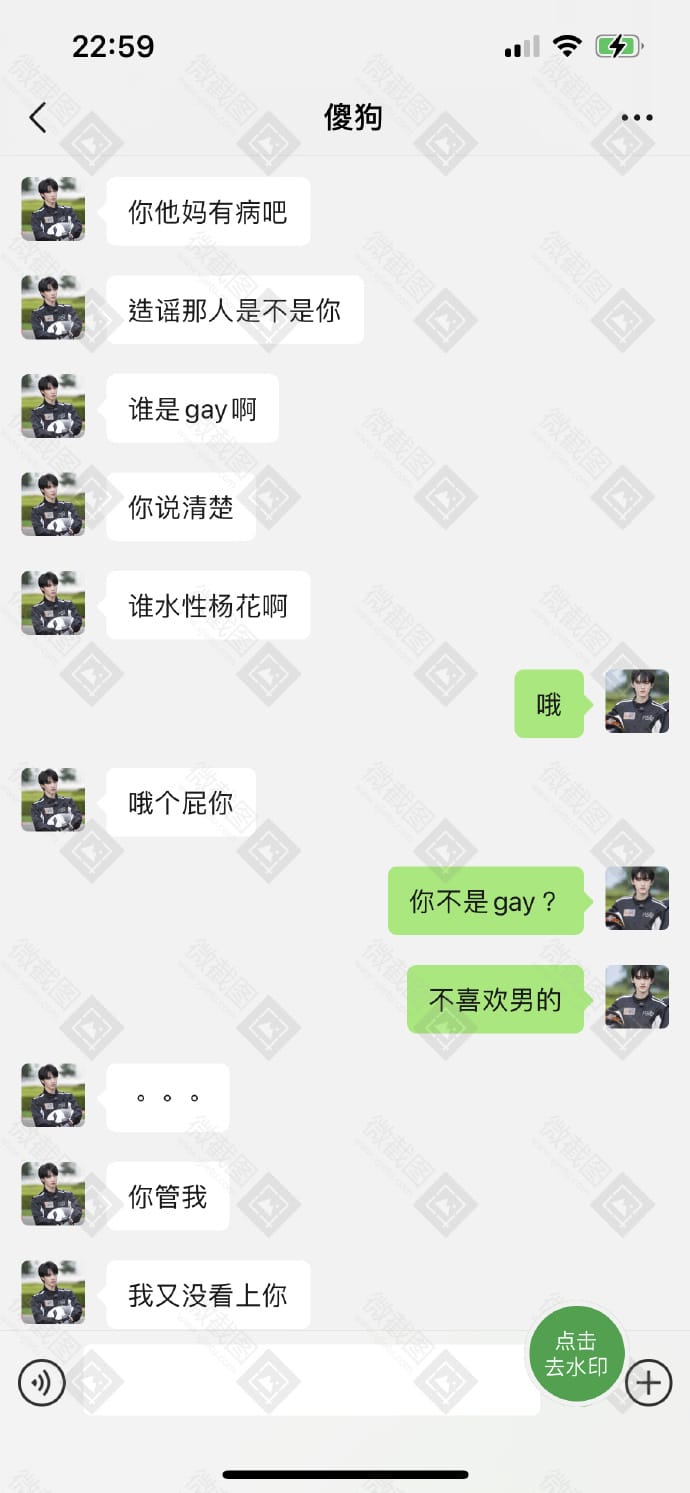 22:59
傻狗
你他妈有病吧
造谣那人是不是你
谁是gay啊
你说清楚
谁水性杨花啊
哦
哦个屁你
你不是gay？
不喜欢男的
。。。
你管我
我又没看上你
点击
去水印
微截图